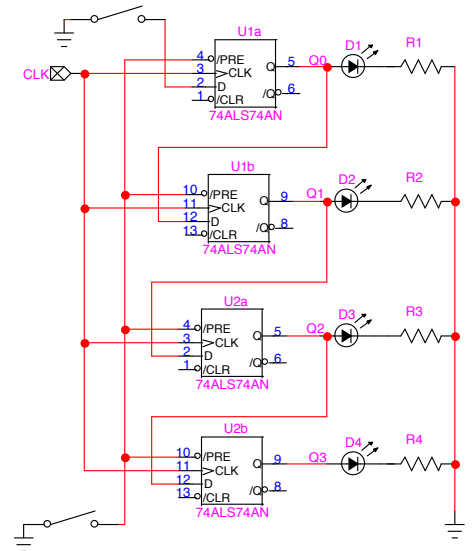 U1a
D1
R1
4
/PRE
Q
5
Q0
CLK
3
CLK
2
D
/Q
6
1
/CLR
74ALS74AN
U1b
D2
R2
10
/PRE
Q
9
Q1
11
CLK
12
D
/Q
8
13
/CLR
74ALS74AN
U2a
D3
R3
4
/PRE
Q
5
Q2
3
CLK
2
D
/Q
6
1
/CLR
74ALS74AN
U2b
D4
R4
10
/PRE
Q
9
Q3
11
CLK
12
D
/Q
8
13
/CLR
74ALS74AN